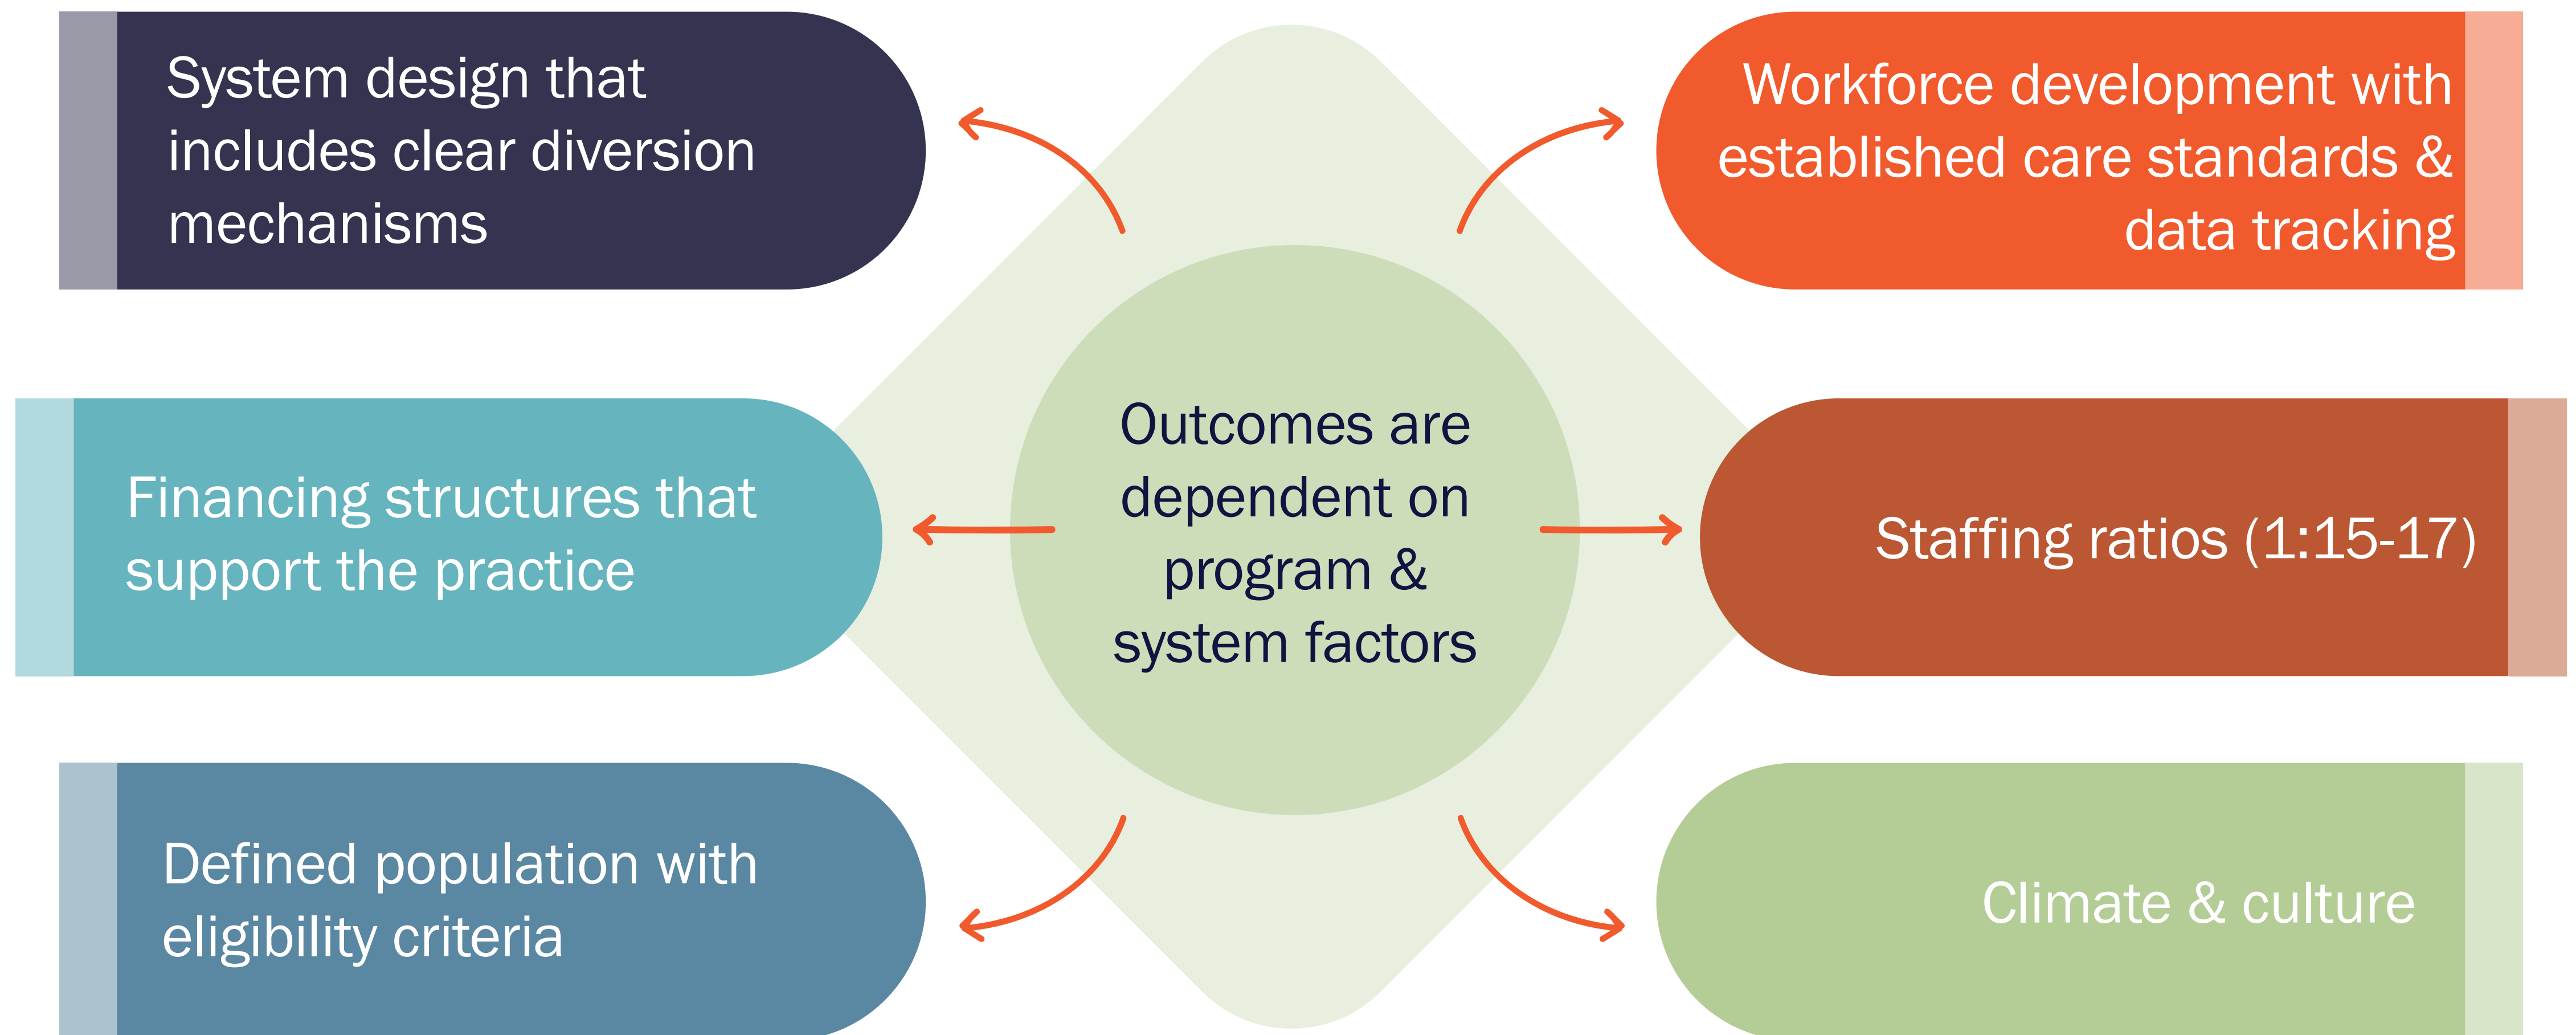 System design that
includes clear diversion
mechanisms
Workforce development with
established care standards &
data tracking
Financing structures that
support the practice
Outcomes are
dependent on
program &
system factors
Staffing ratios (1:15-17)
Defined population with
eligibility criteria
Climate & culture